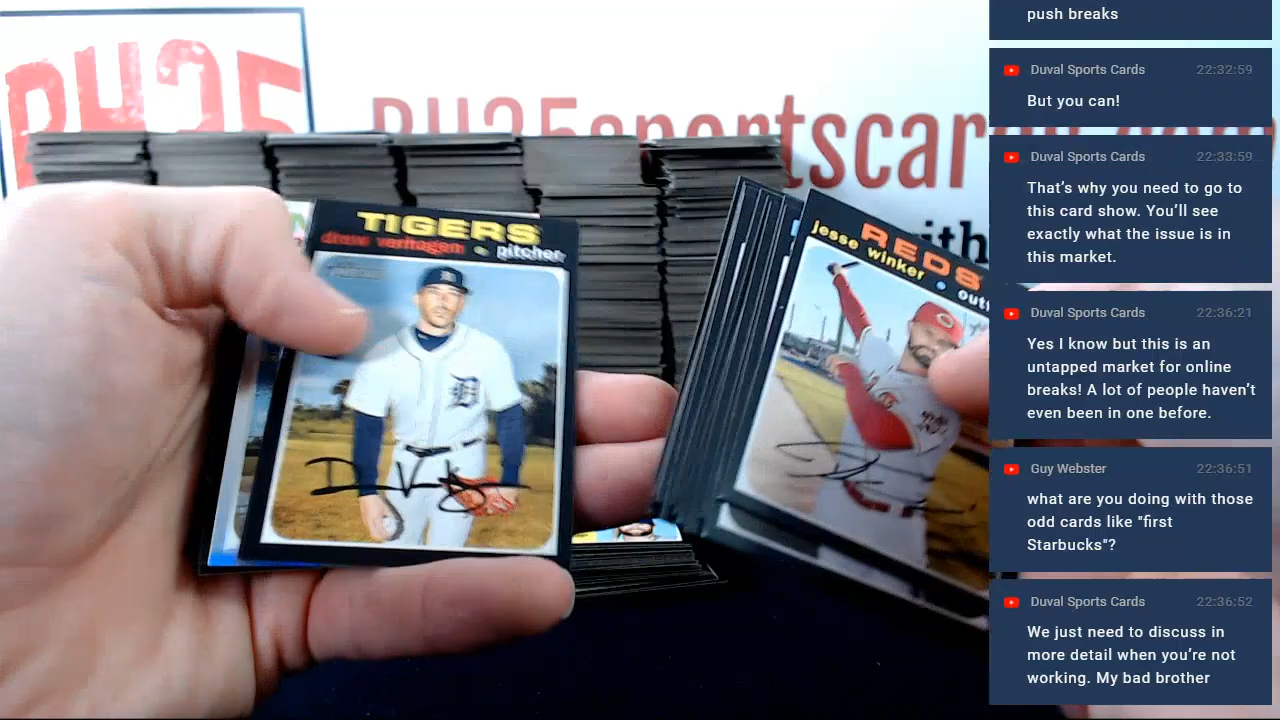 push breaks
Duval Sports Cards 22:32:59
But you can!
Duval Sports Cards 22:33:59
That's why you need to go to
this card show. You'll see
exactly what the issue is in
this market.
Duval Sports Cards 22:36:21
Yes I know but this is an
untapped market for online
breaks! A lot of people haven't
even been in one before.
Guy Webster 22:36:51
what are you doing with those
odd cards like "first
Starbucks"?
Duval Sports Cards 22:36:52
We just need to discuss in
more detail when you're not
working. My bad brother
TIGERS
drew verhagen • pitcher
REDS
jesse winker • out
with